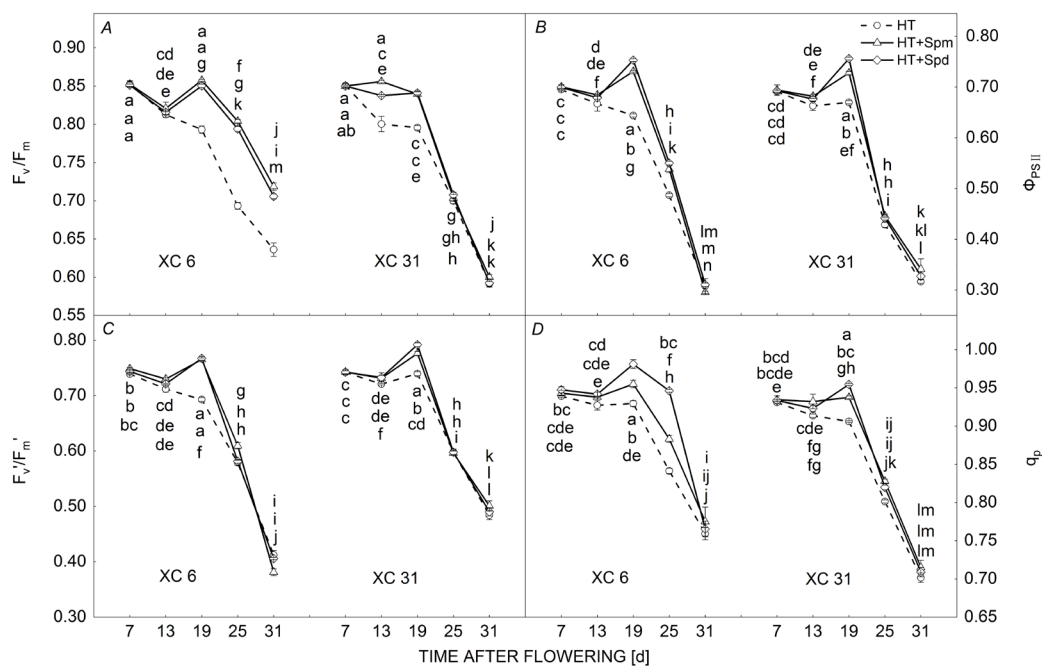 A
B
HT
HT+Spm
HT+Spd
0.90
0.85
0.80
0.75
0.70
0.65
0.60
0.55
Fv/Fm
a
a
a
cd
de
e
a
a
g
f
g
k
j
i
m
XC 6
a
a
ab
a
c
e
c
c
e
g
gh
h
j
k
k
XC 31
c
c
c
d
de
f
a
b
g
h
i
k
lm
m
n
XC 6
cd
cd
cd
de
e
f
a
b
ef
h
h
i
k
kl
l
XC 31
0.80
0.70
0.60
0.50
0.40
0.30
ΦPS II
C
D
0.80
0.70
0.60
0.50
0.40
0.30
Fv'/Fm'
b
b
bc
cd
de
de
a
a
f
g
h
h
i
i
j
XC 6
c
c
c
de
de
f
a
b
cd
h
h
i
k
l
l
XC 31
bc
cde
cde
cd
cde
e
a
b
de
bc
f
h
i
ij
j
XC 6
bcd
bcde
e
cde
fg
fg
a
bc
gh
ij
ij
jk
lm
lm
lm
XC 31
1.00
0.95
0.90
0.85
0.80
0.75
0.70
0.65
qp
7 13 19 25 31 7 13 19 25 31 7 13 19 25 31 7 13 19 25 31
TIME AFTER FLOWERING [d]